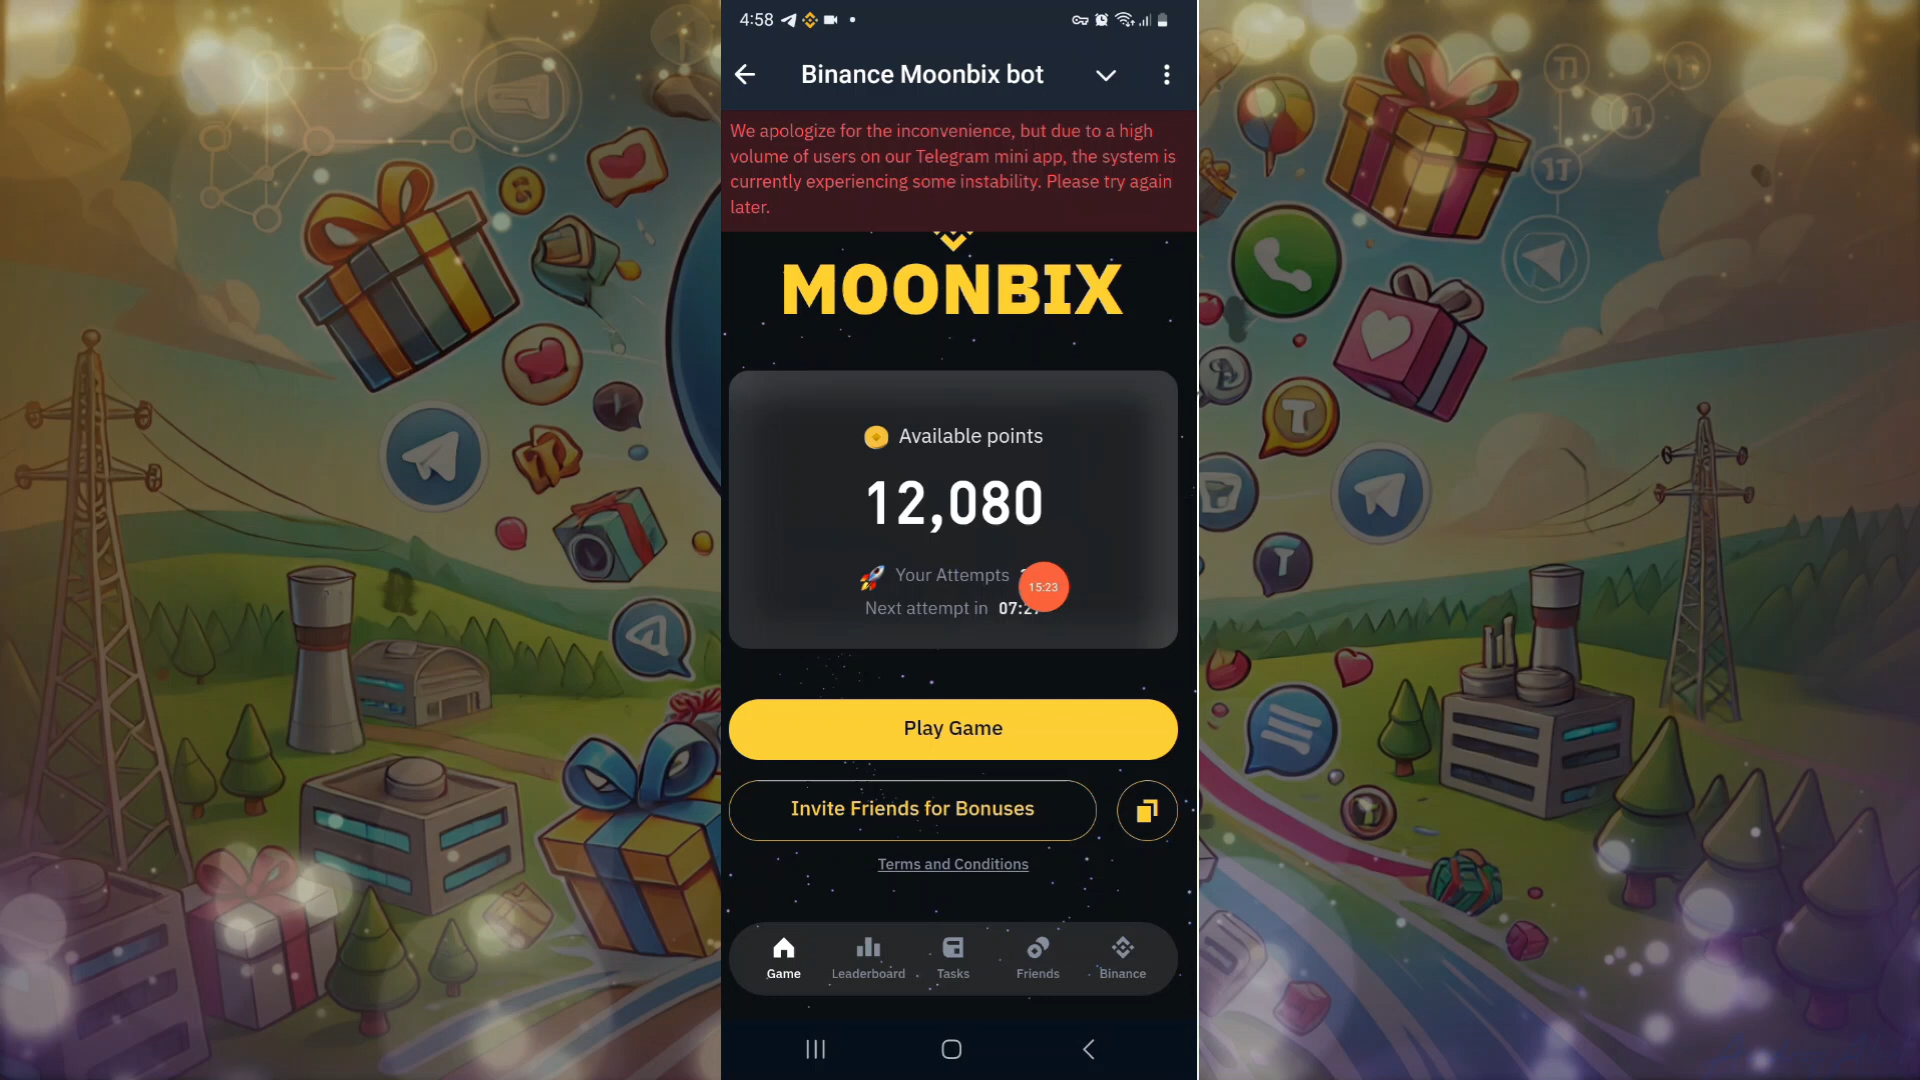 4:58
Binance Moonbix bot
We apologize for the inconvenience, but due to a high
volume of users on our Telegram mini app, the system is
currently experiencing some instability. Please try again
later.
MOONBIX
Available points
12,080
Your Attempts
15:23
Next attempt in
Play Game
Invite Friends for Bonuses
Terms and Conditions
Game Leaderboard Tasks Friends Binance